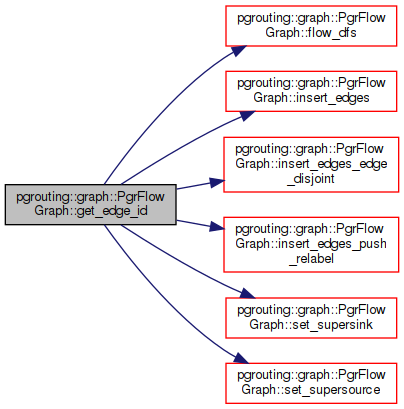 pgrouting::graph::PgrFlow
Graph::get_edge_id
pgrouting::graph::PgrFlow
Graph::flow_dfs
pgrouting::graph::PgrFlow
Graph::insert_edges
pgrouting::graph::PgrFlow
Graph::insert_edges_edge
_disjoint
pgrouting::graph::PgrFlow
Graph::insert_edges_push
_relabel
pgrouting::graph::PgrFlow
Graph::set_supersink
pgrouting::graph::PgrFlow
Graph::set_supersource